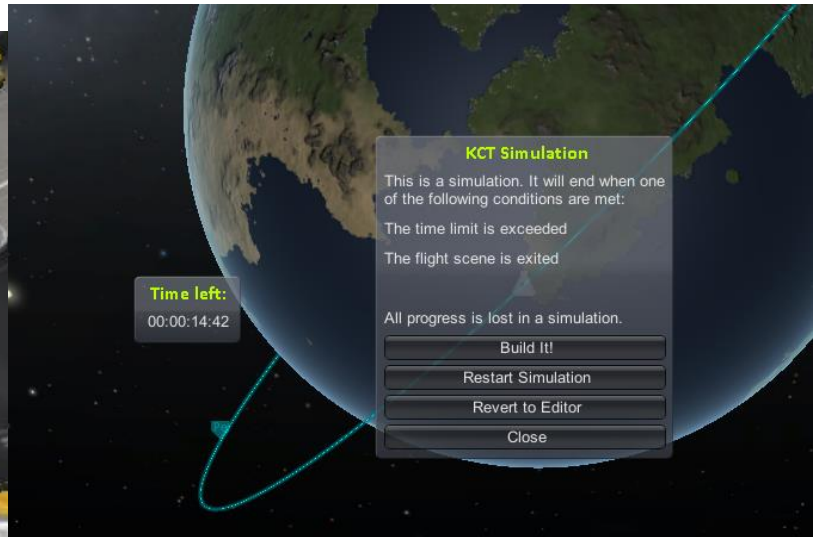 KCT Simulation
This is a simulation. It will end when one
of the following conditions are met:
The time limit is exceeded
The flight scene is exited
Time left:
00:00:14:42
All progress is lost in a simulation.
Build It!
Restart Simulation
Revert to Editor
Close